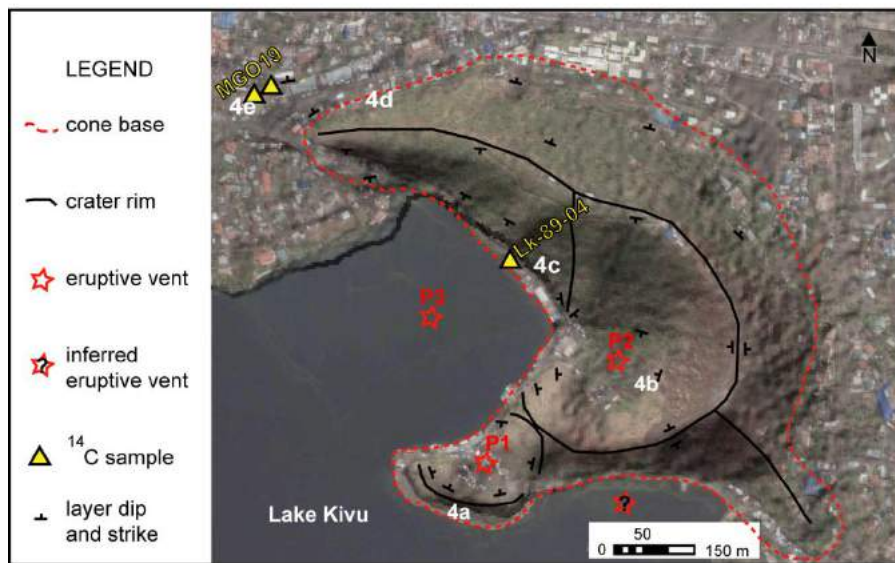 LEGEND
cone base
crater rim
eruptive vent
?
inferred
eruptive vent
14C sample
layer dip
and strike
MGO19
4e
4d
N
Lk-89-04
4c
P3
P2
4b
P1
4a
Lake Kivu
?
50
0 150 m